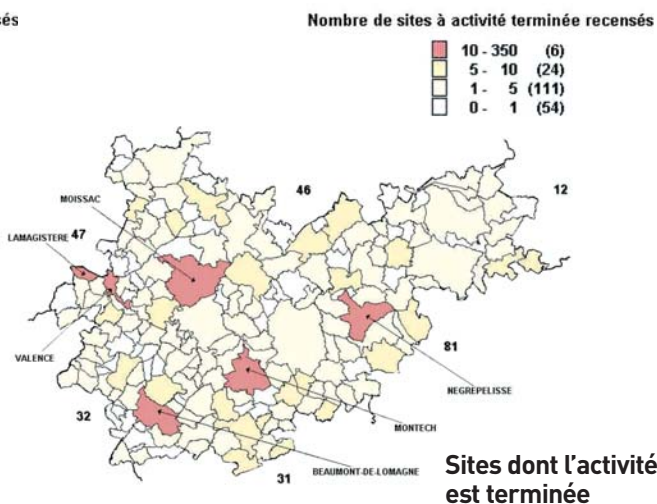 sés
Nombre de sites à activité terminée recensés
10 - 350 (6)
5 - 10 (24)
1 - 5 (111)
0 - 1 (54)
46
12
MOISSAC
LAMAGISTERE 47
VALENCE
81
NEGREPELISSE
32
MONTECH
BEAUMONT-DE-LOMAGNE
31
Sites dont l’activité
est terminée